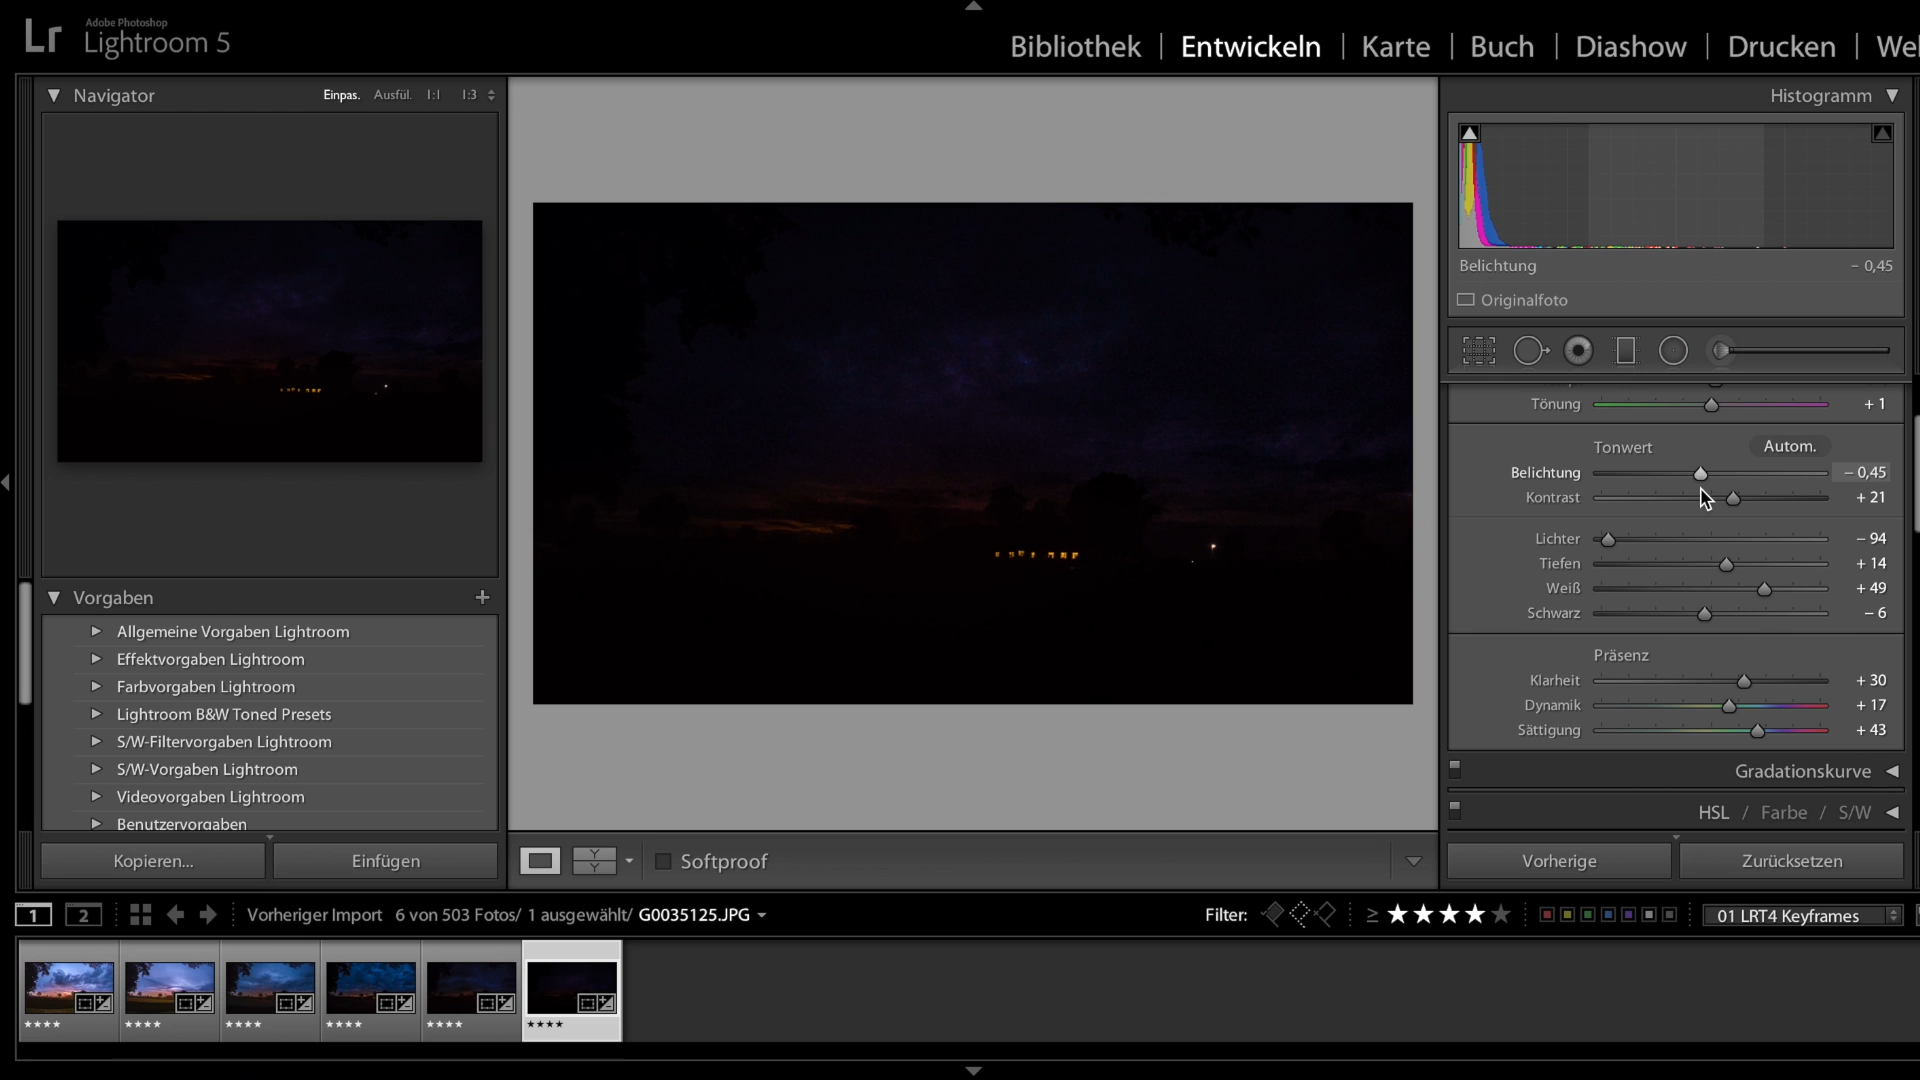 Lr Adobe Photoshop
Lightroom 5
Bibliothek | Entwickeln | Karte | Buch | Diashow | Drucken |
Navigator Einpas. Ausfül. 1:1 1:3
Histogramm
Belichtung – 0,45
Originalfoto
Tönung + 1
Tonwert Autom.
Belichtung – 0,45
Kontrast + 21
Lichter – 94
Tiefen + 14
Weiß + 49
Schwarz – 6
Präsenz
Klarheit + 30
Dynamik + 17
Sättigung + 43
Gradationskurve
HSL / Farbe / S/W
Vorherige Zurücksetzen
Vorgaben +
Allgemeine Vorgaben Lightroom
Effektvorgaben Lightroom
Farbvorgaben Lightroom
Lightroom B&W Toned Presets
S/W-Filtervorgaben Lightroom
S/W-Vorgaben Lightroom
Videovorgaben Lightroom
Benutzervorgaben
Kopieren... Einfügen
Y Y Softproof
1 2 Vorheriger Import 6 von 503 Fotos/ 1 ausgewählt/ G0035125.JPG Filter: ≥ ★★★★★ 01 LRT4 Keyframes
★★★★ ★★★★ ★★★★ ★★★★ ★★★★ ★★★★